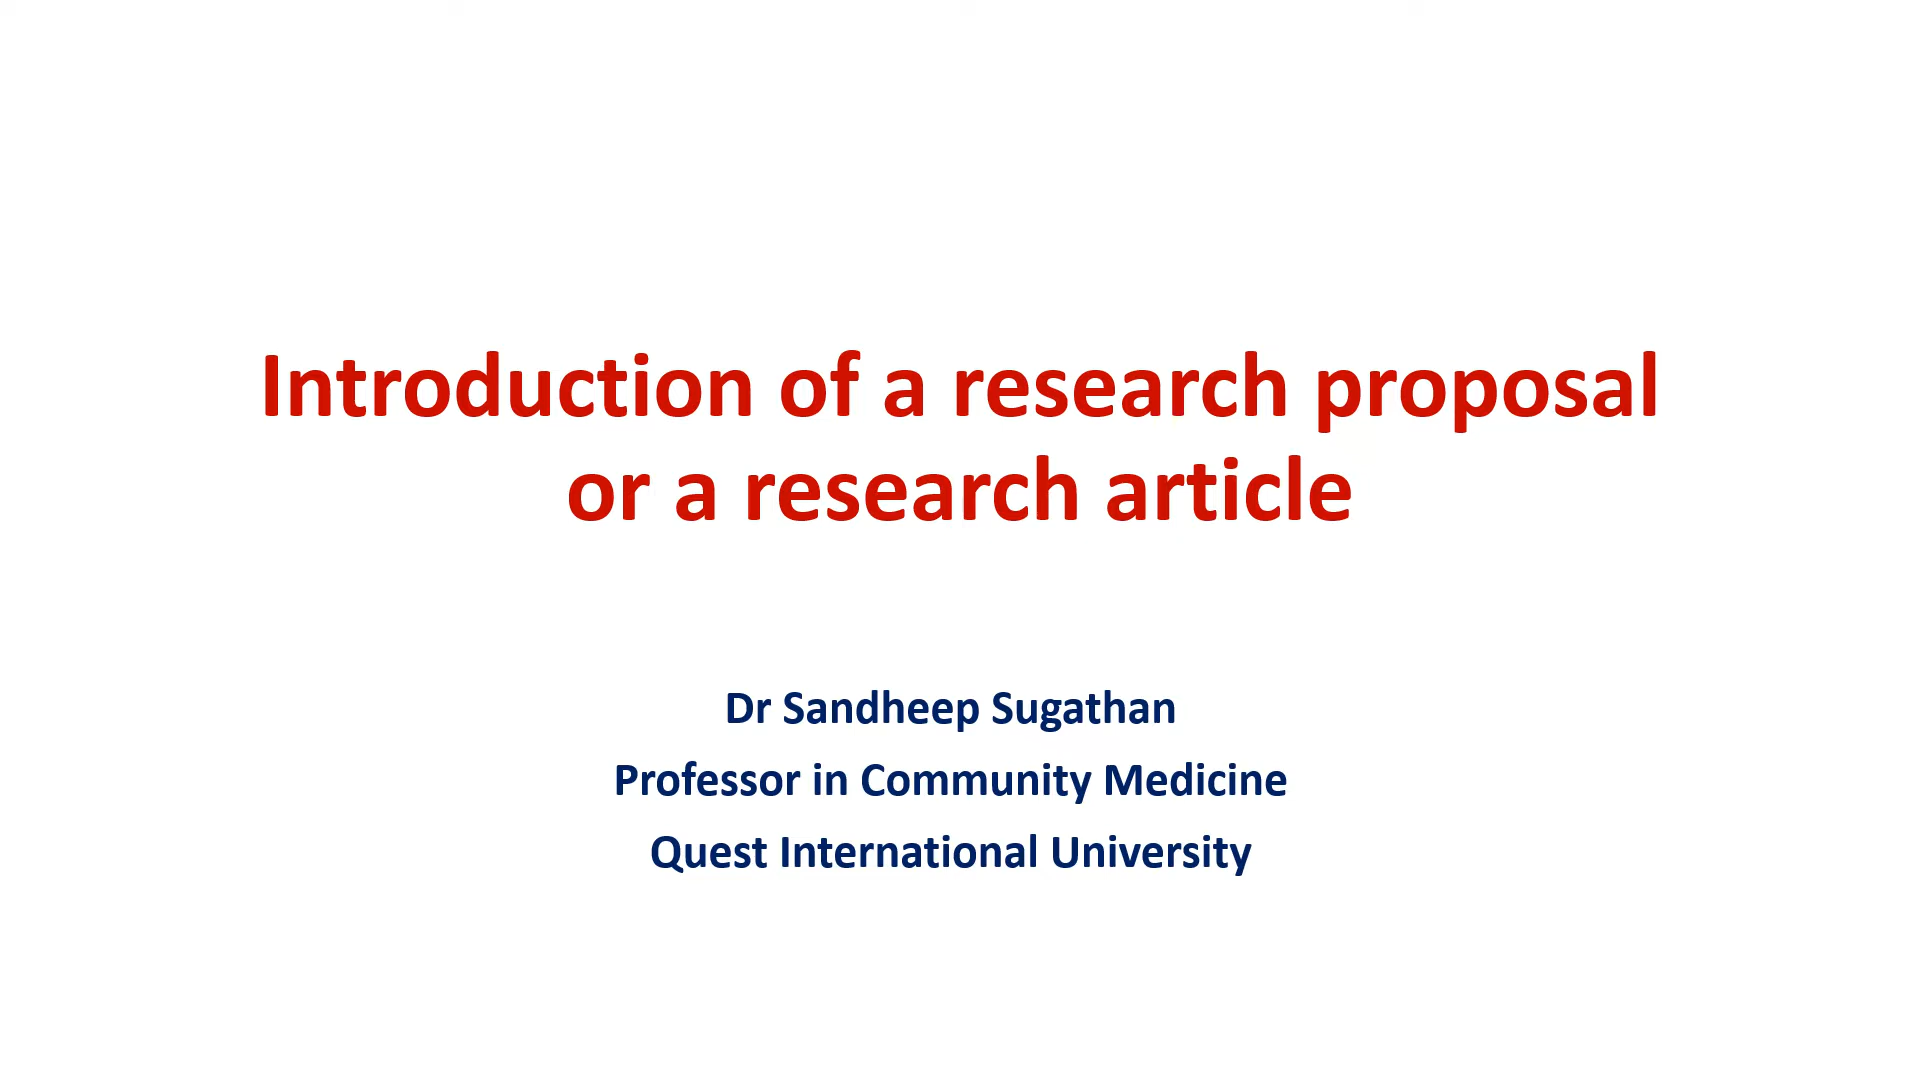 Introduction of a research proposal
or a research article
Dr Sandheep Sugathan
Professor in Community Medicine
Quest International University